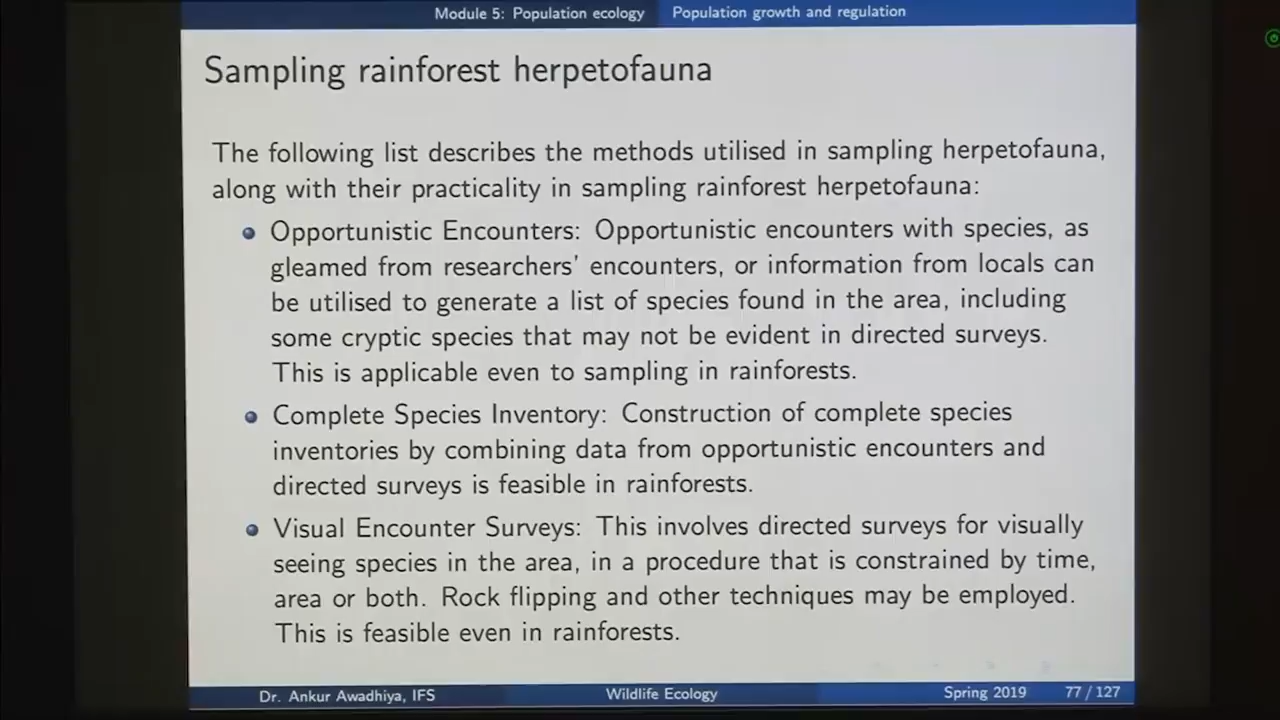 Module 5: Population ecology Population growth and regulation
Sampling rainforest herpetofauna
The following list describes the methods utilised in sampling herpetofauna,
along with their practicality in sampling rainforest herpetofauna:
Opportunistic Encounters: Opportunistic encounters with species, as
gleamed from researchers' encounters, or information from locals can
be utilised to generate a list of species found in the area, including
some cryptic species that may not be evident in directed surveys.
This is applicable even to sampling in rainforests.
Complete Species Inventory: Construction of complete species
inventories by combining data from opportunistic encounters and
directed surveys is feasible in rainforests.
Visual Encounter Surveys: This involves directed surveys for visually
seeing species in the area, in a procedure that is constrained by time,
area or both. Rock flipping and other techniques may be employed.
This is feasible even in rainforests.
Dr. Ankur Awadhiya, IFS Wildlife Ecology Spring 2019 77 / 127